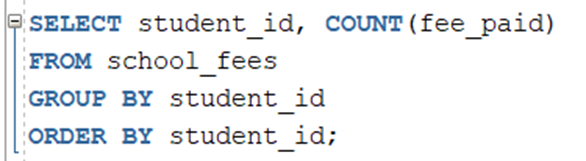 SELECT student_id, COUNT(fee_paid)
FROM school_fees
GROUP BY student_id
ORDER BY student_id;